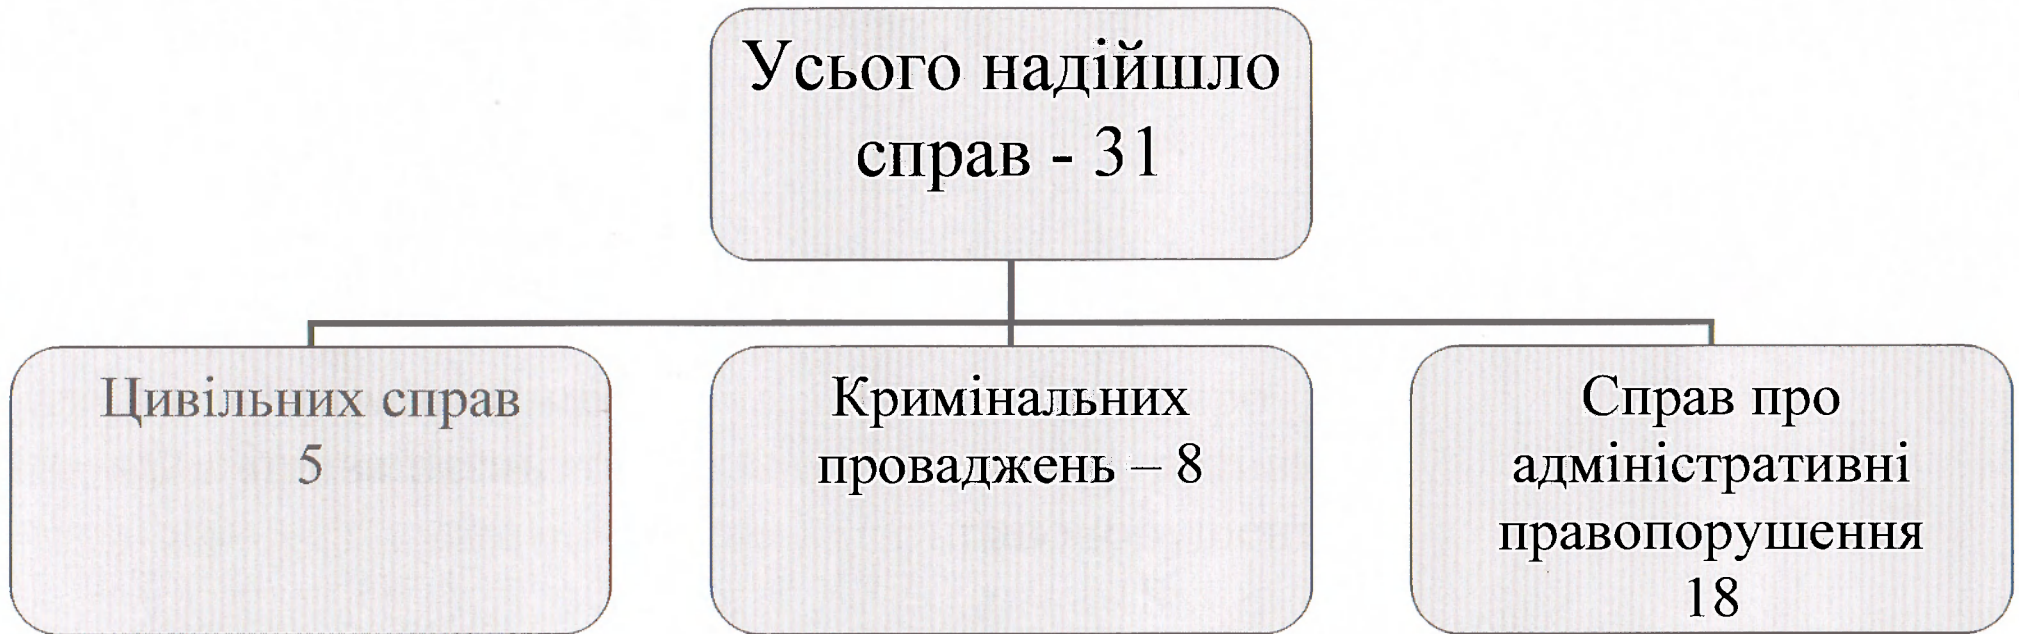 Усього надійшло
справ - 31
Цивільних справ
5
Кримінальних
проваджень – 8
Справ про
адміністративні
правопорушення
18